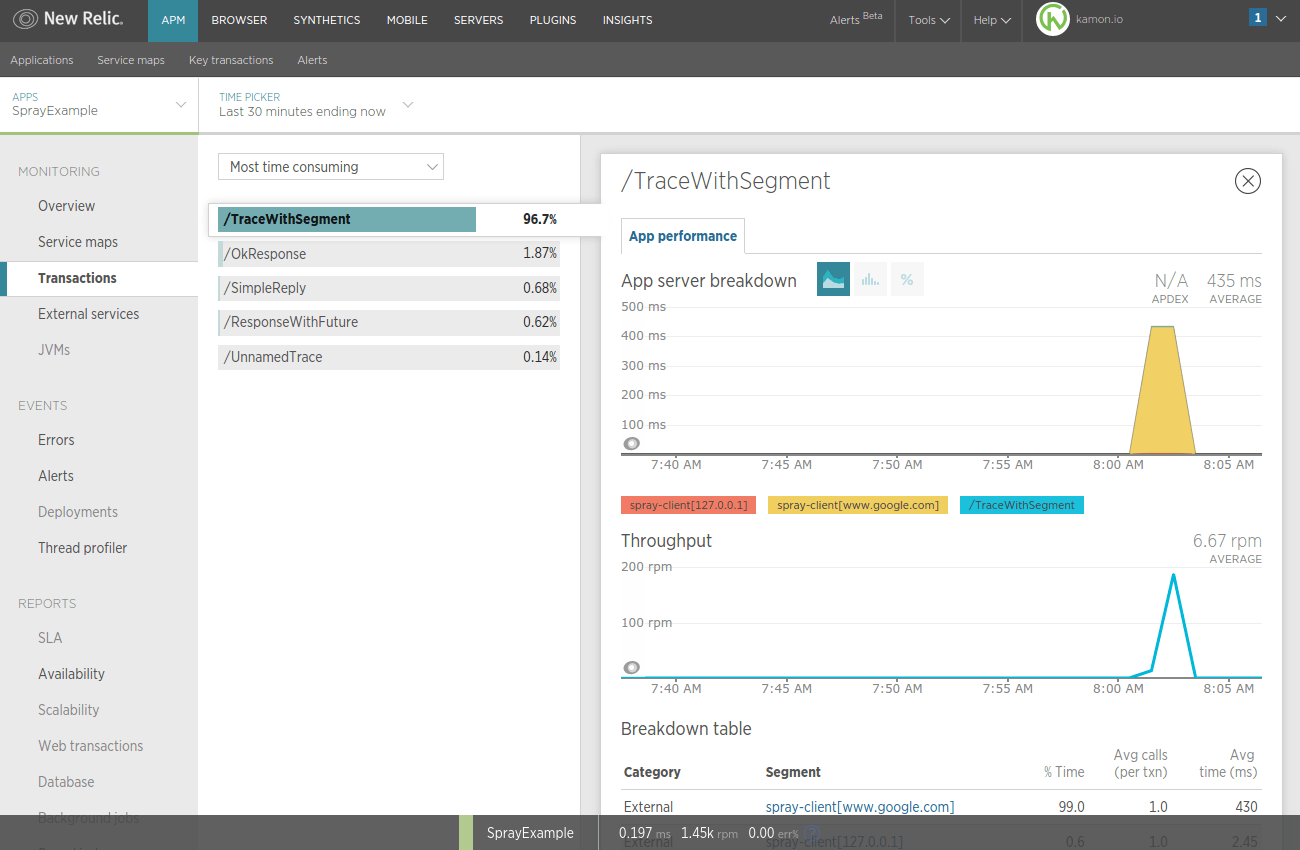 New Relic.
APM BROWSER SYNTHETICS MOBILE SERVERS PLUGINS INSIGHTS
Alerts Beta Tools Help kamon.io 1
Applications Service maps Key transactions Alerts
APPS
SprayExample
TIME PICKER
Last 30 minutes ending now
MONITORING
Overview
Service maps
Transactions
External services
JVMs
EVENTS
Errors
Alerts
Deployments
Thread profiler
REPORTS
SLA
Availability
Scalability
Web transactions
Database
Background jobs
Most time consuming
/TraceWithSegment 96.7%
/OkResponse 1.87%
/SimpleReply 0.68%
/ResponseWithFuture 0.62%
/UnnamedTrace 0.14%
/TraceWithSegment
App performance
App server breakdown %
N/A 435 ms
APDEX AVERAGE
500 ms
400 ms
300 ms
200 ms
100 ms
7:40 AM 7:45 AM 7:50 AM 7:55 AM 8:00 AM 8:05 AM
spray-client[127.0.0.1] spray-client[www.google.com] /TraceWithSegment
Throughput 6.67 rpm
AVERAGE
200 rpm
100 rpm
7:40 AM 7:45 AM 7:50 AM 7:55 AM 8:00 AM 8:05 AM
Breakdown table
Category Segment % Time Avg calls (per txn) Avg time (ms)
External spray-client[www.google.com] 99.0 1.0 430
External spray-client[127.0.0.1] 0.6 1.0 2.45
SprayExample 0.197 ms 1.45k rpm 0.00 err%